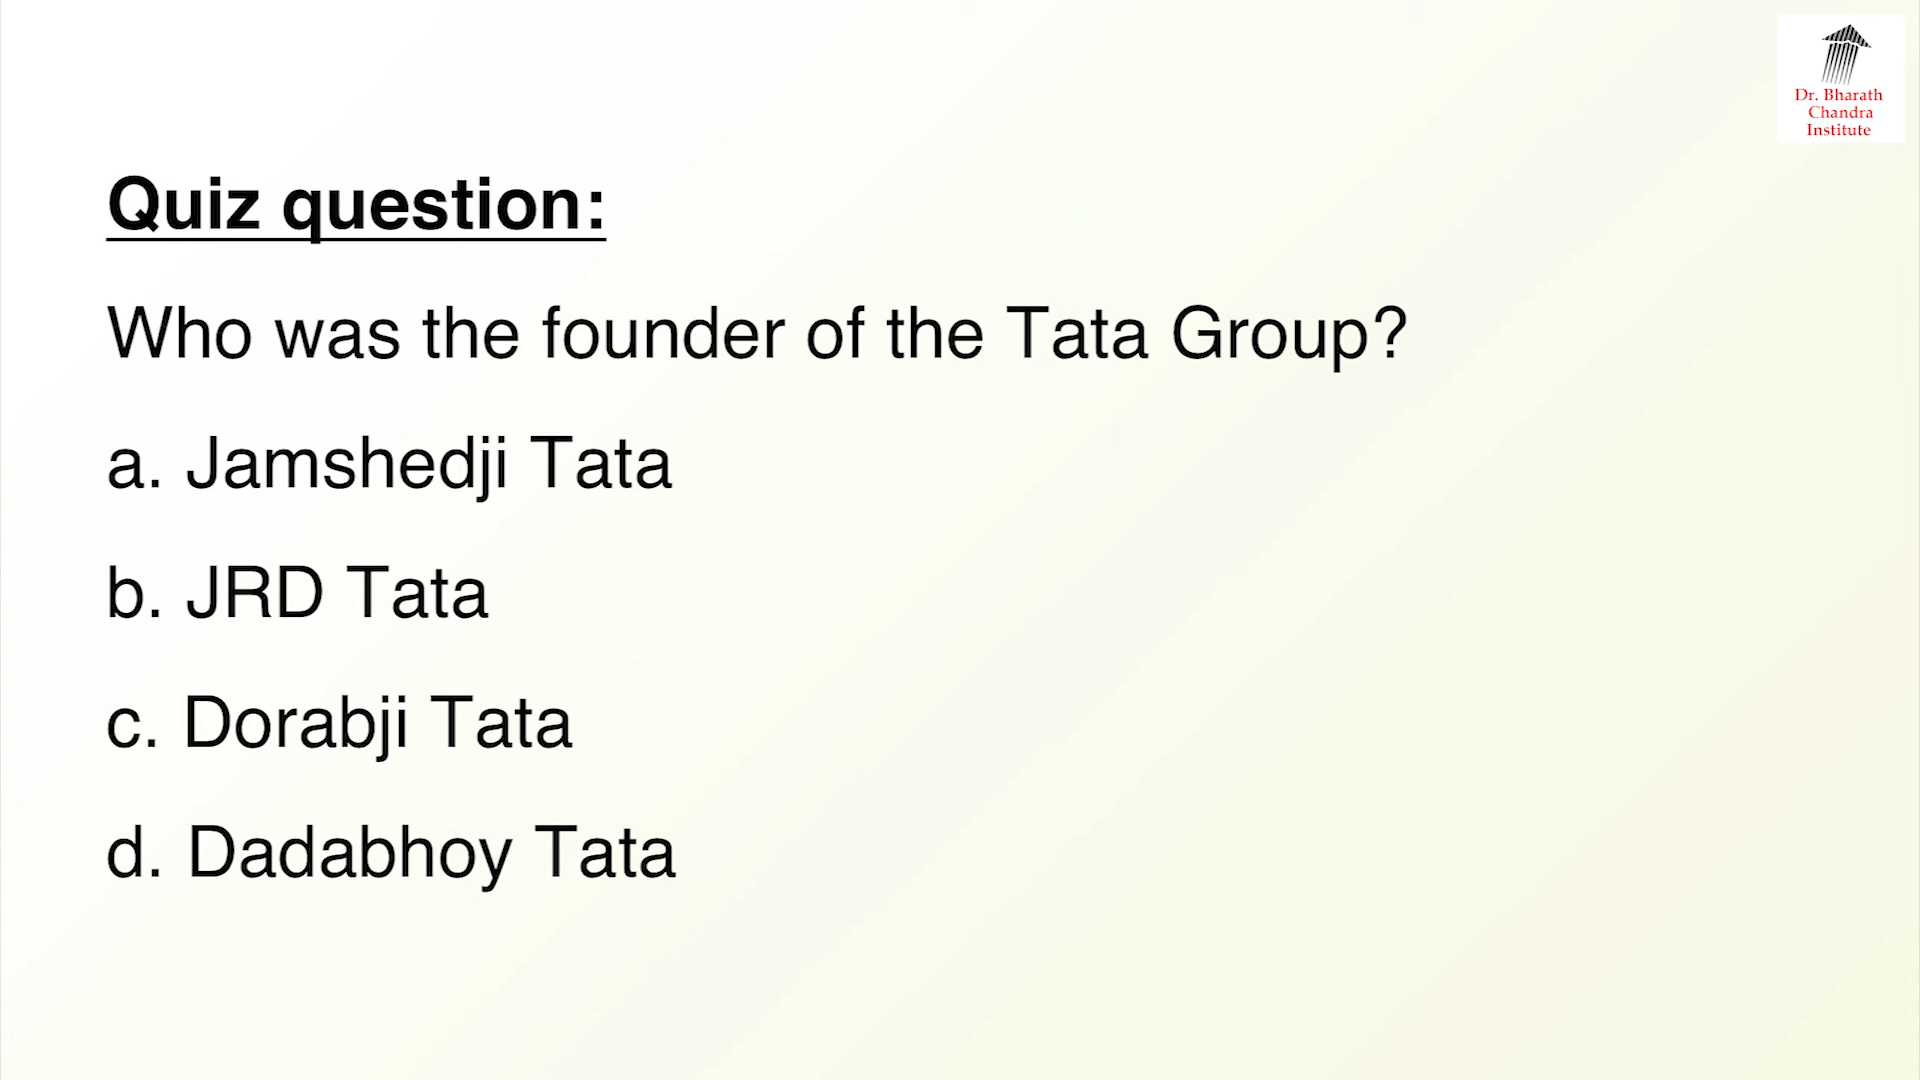 Dr. Bharath
Chandra
Institute
Quiz question:
Who was the founder of the Tata Group?
a. Jamshedji Tata
b. JRD Tata
c. Dorabji Tata
d. Dadabhoy Tata